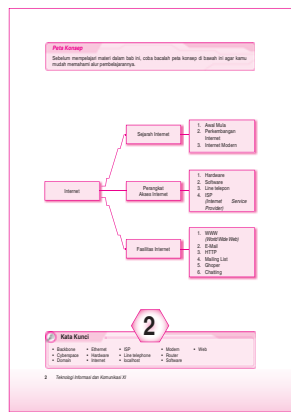 Peta Konsep
Sebelum mempelajari materi dalam bab ini, coba bacalah peta konsep di bawah ini agar kamu
mudah memahami alur pembelajarannya.
Internet
Sejarah Internet
1. Awal Mula
2. Perkembangan
Internet
3. Internet Modern
Perangkat
Akses Internet
1. Hardware
2. Software
3. Line telepon
4. ISP
(Internet Service
Provider)
Fasilitas Internet
1. WWW
(World Wide Web)
2. E-Mail
3. HTTP
4. Mailing List
5. Ghoper
6. Chatting
2
Kata Kunci
• Backbone • Ethernet • ISP • Modem • Web
• Cyberspace • Hardware • Line telephone • Router
• Domain • Internet • localhost • Software
2 Teknologi Informasi dan Komunikasi XI